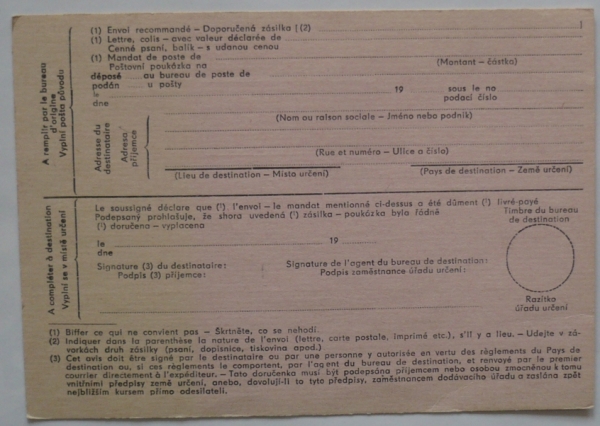 (1) Envoi recommandé – Doporučená zásilka | (2)
(1) Lettre, colis – avec valeur déclarée de
Cenné psaní, balík – s udanou cenou
(1) Mandat de poste de
Poštovní poukázka na
(Montant – částka)
déposé au bureau de poste de
podán u pošty
le 19 sous le no
dne podací číslo
A remplir par le bureau
d'origine
Vyplní pošta původu
Adresse du
destinataire
Adresa
příjemce
(Nom ou raison sociale – Jméno nebo podnik)
(Rue et numéro – Ulice a číslo)
(Lieu de destination – Místo určení) (Pays de destination – Země určení)
A compléter à destination
Vyplní se v místě určení
Le soussigné déclare que (¹) l'envoi – le mandat mentionné ci-dessus a été dûment (¹) livré-payé
Podepsaný prohlašuje, že shora uvedená (¹) zásilka – poukázka byla řádně
(¹) doručena – vyplacena
Timbre du bureau
de destination
le 19
dne
Signature (3) du destinataire:
Podpis (3) příjemce:
Signature de l'agent du bureau de destination:
Podpis zaměstnance úřadu určení:
Razítko
úřadu určení
(1) Biffer ce qui ne convient pas – Škrtněte, co se nehodí.
(2) Indiquer dans la parenthèse la nature de l'envoi (lettre, carte postale, imprimé etc.), s'il y a lieu. – Udejte v zá-
vorkách druh zásilky (psaní, dopisnice, tiskovina apod.)
(3) Cet avis doit être signé par le destinataire ou par une personne y autorisée en vertu des règlements du Pays de
destination ou, si ces règlements le comportent, par l'agent du bureau de destination, et renvoyé par le premier
courrier directement à l'expéditeur. – Tato doručenka musí být podepsána příjemcem nebo osobou zmocněnou k tomu
vnitřními předpisy země určení, anebo, dovolují-li to tyto předpisy, zaměstnancem dodávacího úřadu a zaslána zpět
nejbližším kursem přímo odesílateli.